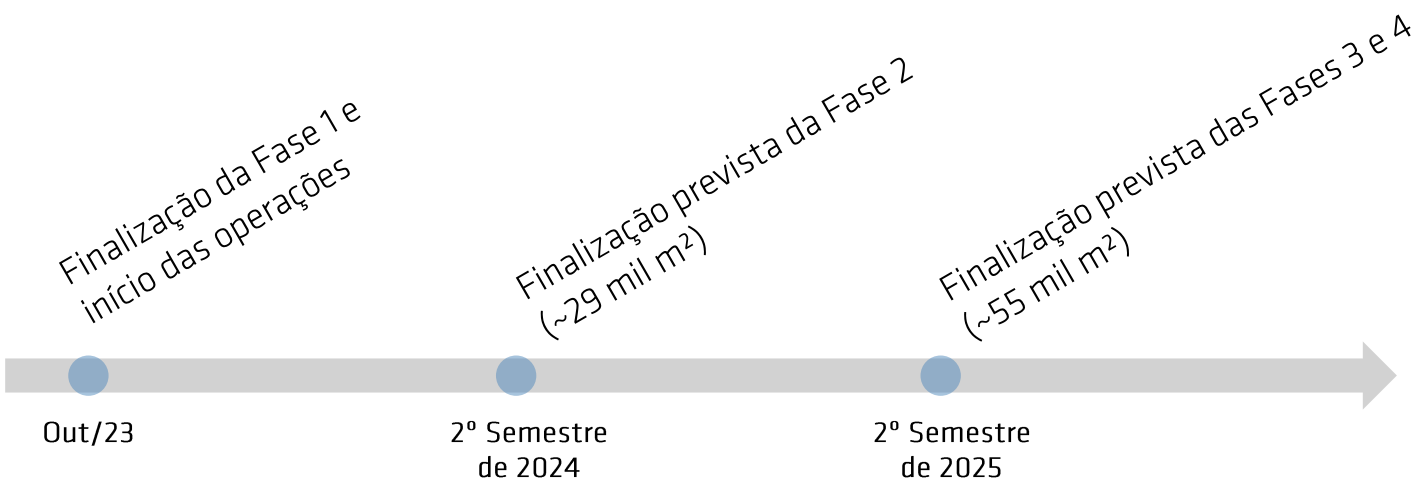 Finalização da Fase 1 e
início das operações
Finalização prevista da Fase 2
(~29 mil m²)
Finalização prevista das Fases 3 e 4
(~55 mil m²)
Out/23
2º Semestre
de 2024
2º Semestre
de 2025